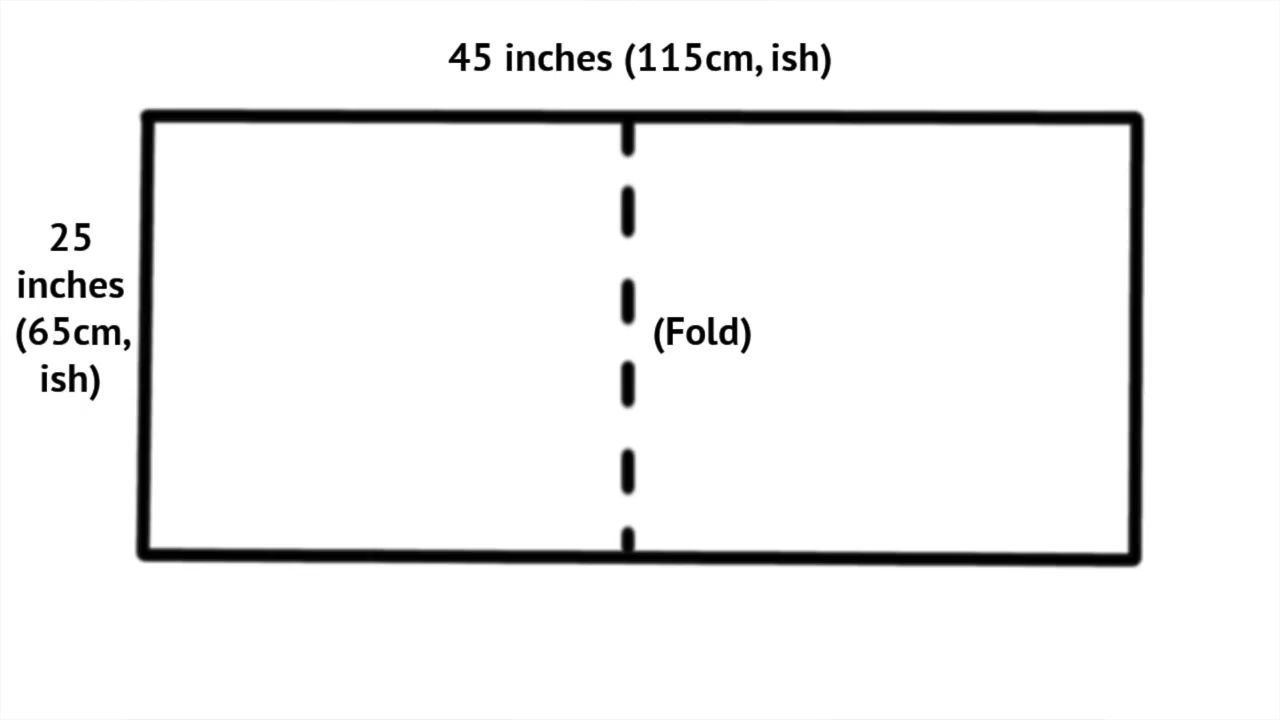 45 inches (115cm, ish)
25
inches
(65cm,
ish)
(Fold)